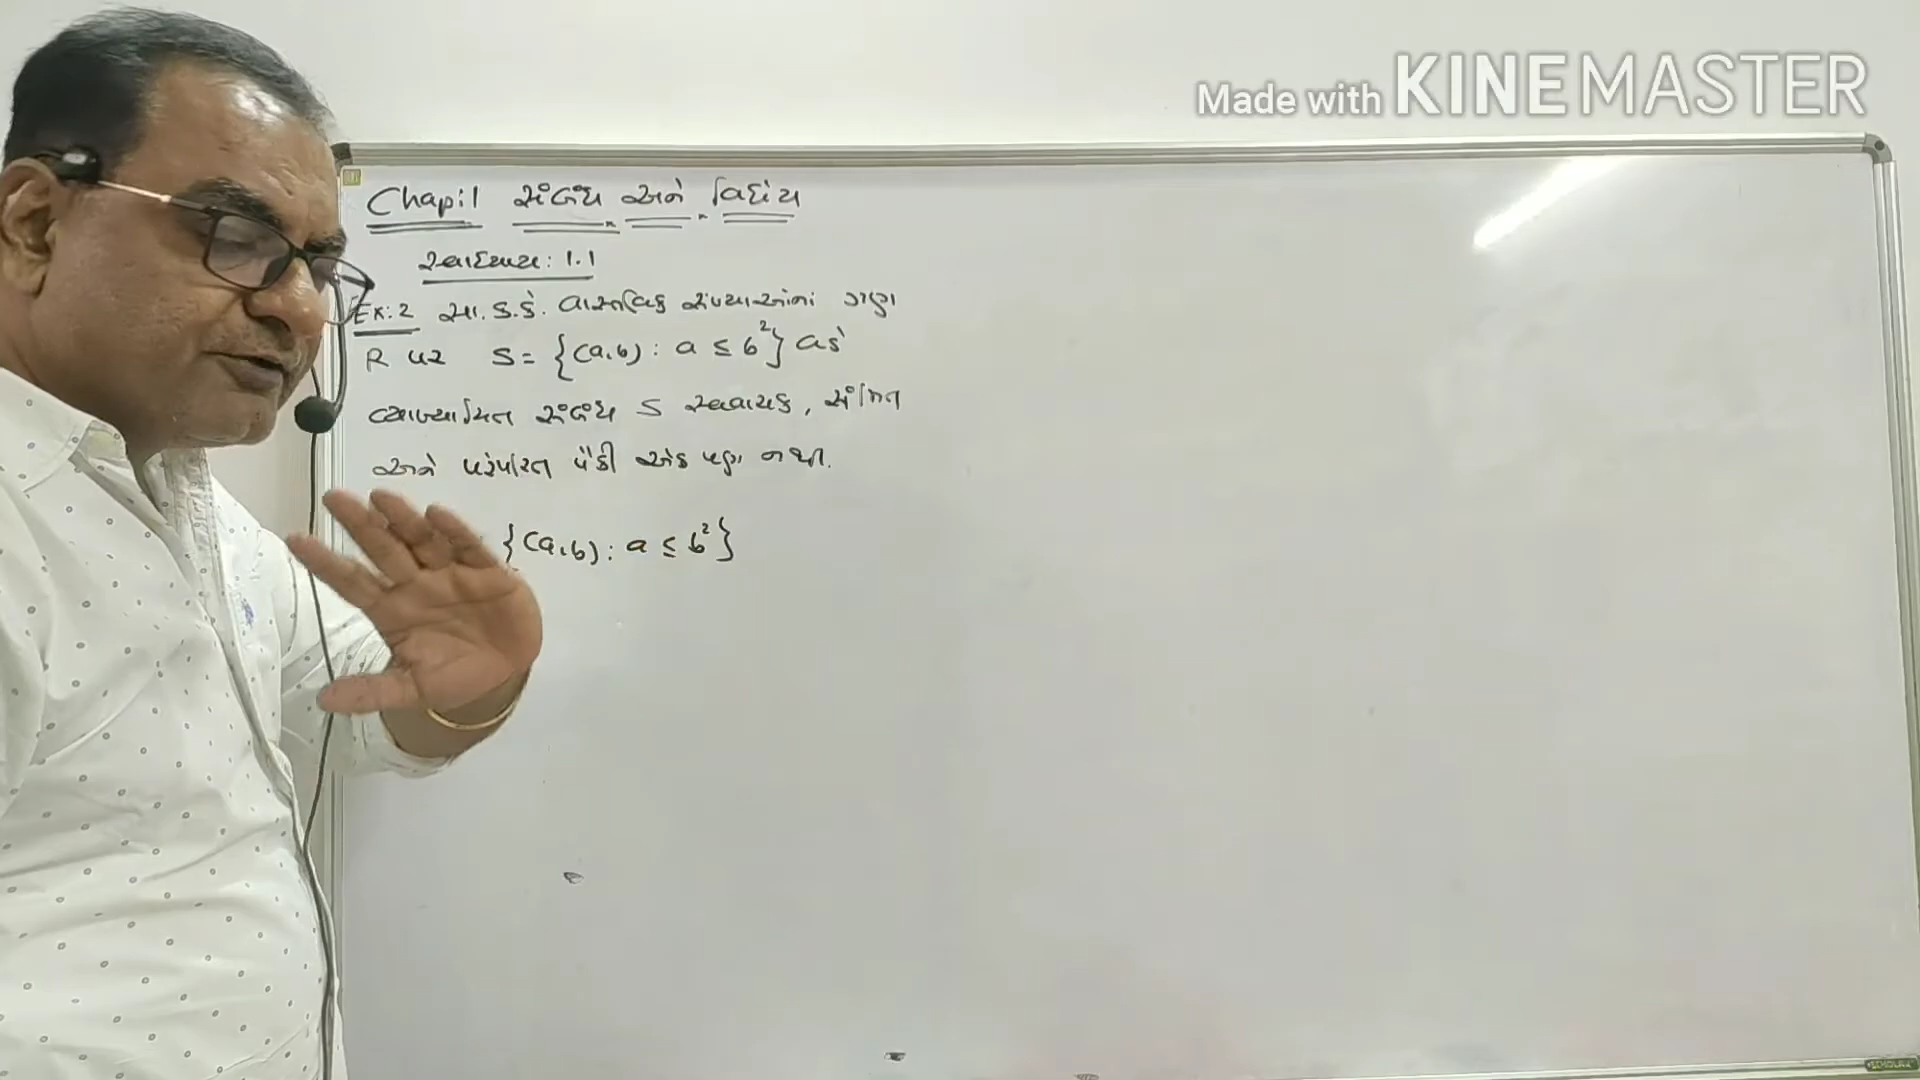 Made with KINEMASTER
Chap:1 સંબંધ અને વિધેય
સ્વાધ્યાય: 1.1
Ex:2 સા.ક.કે. વાસ્તવિક સંખ્યાઓના ગણ
R પર S = {(a,b) : a ≤ b²} વડે
વ્યાખ્યાયિત સંબંધ S સ્વવાચક, સંમિત
અને પરંપરિત પૈકી એક પણ નથી.
{(a,b) : a ≤ b²}